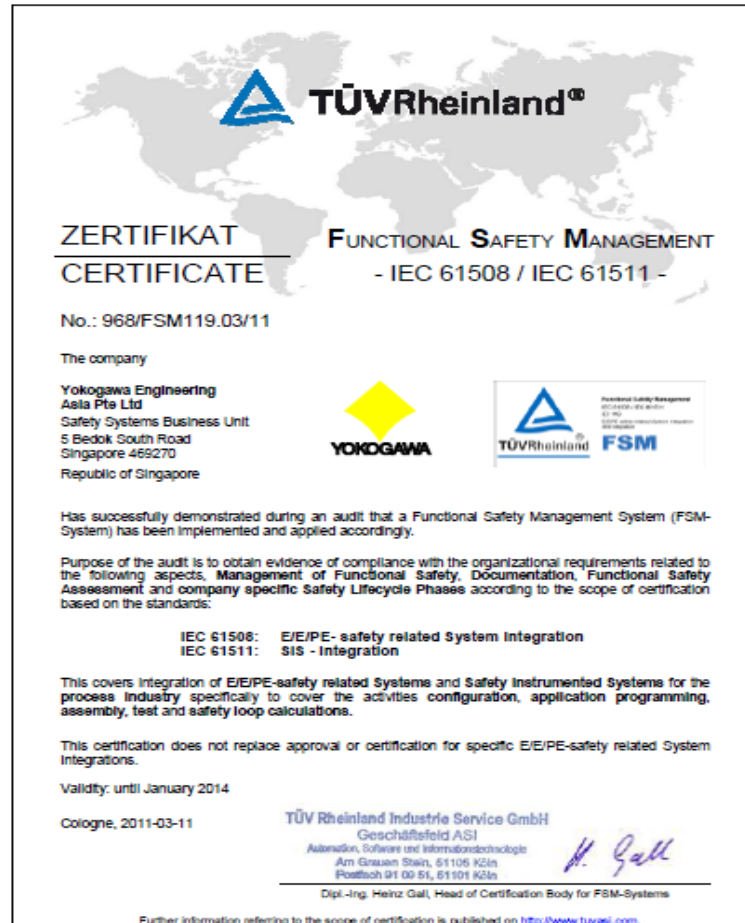 TÜVRheinland®
ZERTIFIKAT
CERTIFICATE
FUNCTIONAL SAFETY MANAGEMENT
- IEC 61508 / IEC 61511 -
No.: 968/FSM119.03/11
The company
Yokogawa Engineering
Asia Pte Ltd
Safety Systems Business Unit
5 Bedok South Road
Singapore 469270
Republic of Singapore
YOKOGAWA
TÜVRheinland®
Functional Safety Management
FSM
Has successfully demonstrated during an audit that a Functional Safety Management System (FSM-
System) has been implemented and applied accordingly.
Purpose of the audit is to obtain evidence of compliance with the organizational requirements related to
the following aspects, Management of Functional Safety, Documentation, Functional Safety
Assessment and company specific Safety Lifecycle Phases according to the scope of certification
based on the standards:
IEC 61508: E/E/PE- safety related System Integration
IEC 61511: SIS - Integration
This covers integration of E/E/PE-safety related Systems and Safety Instrumented Systems for the
process industry specifically to cover the activities configuration, application programming,
assembly, test and safety loop calculations.
This certification does not replace approval or certification for specific E/E/PE-safety related System
Integrations.
Validity: until January 2014
Cologne, 2011-03-11
TÜV Rheinland Industrie Service GmbH
Geschäftsfeld ASI
Automation, Software und Informationstechnologie
Am Grauen Stein, 51105 Köln
Postfach 91 09 51, 51101 Köln
H. Gall
Dipl.-Ing. Heinz Gall, Head of Certification Body for FSM-Systems
Further information referring to the scope of certification is published on http://www.tuvasi.com.